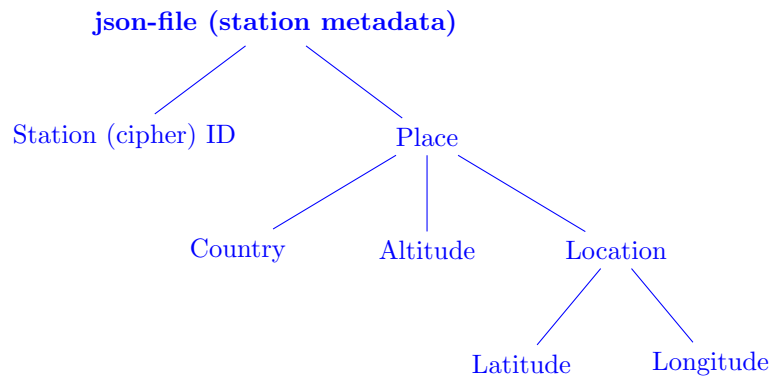 json-file (station metadata)
Station (cipher) ID
Place
Country
Altitude
Location
Latitude
Longitude